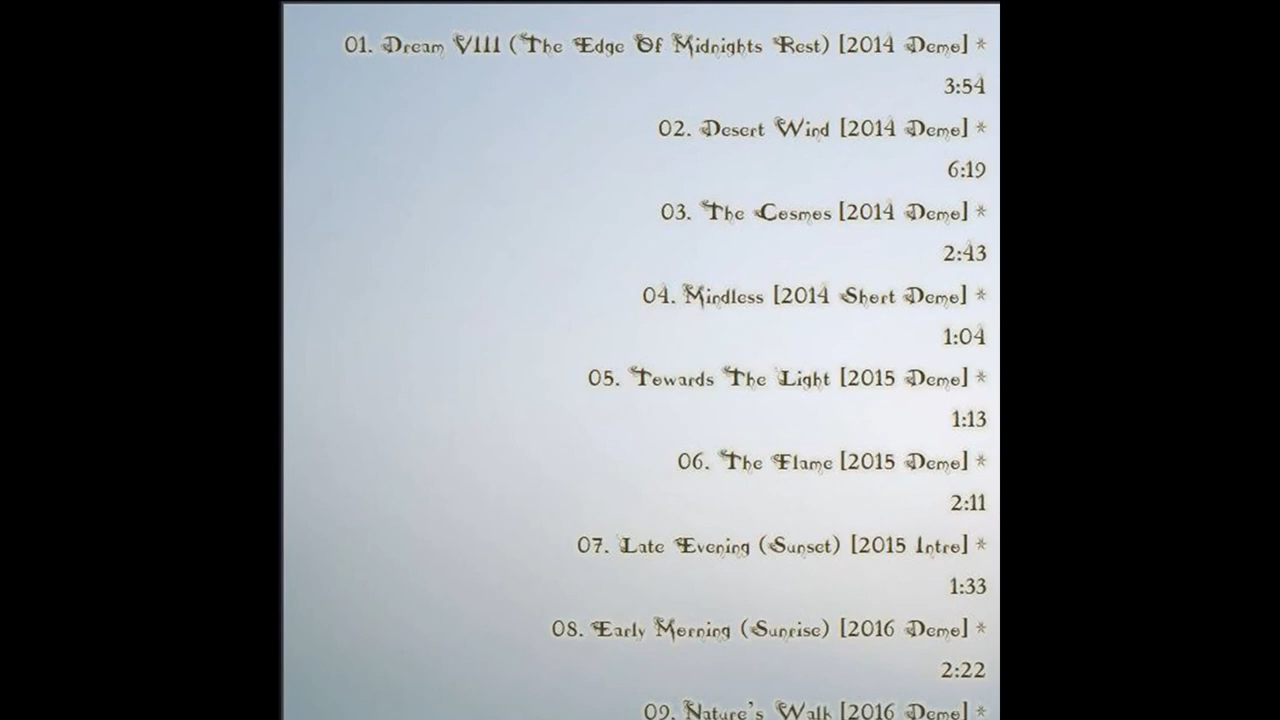 01. Dream VIII (The Edge Of Midnights Rest) [2014 Demo] *
3:54
02. Desert Wind [2014 Demo] *
6:19
03. The Cosmos [2014 Demo] *
2:43
04. Mindless [2014 Short Demo] *
1:04
05. Towards The Light [2015 Demo] *
1:13
06. The Flame [2015 Demo] *
2:11
07. Late Evening (Sunset) [2015 Intro] *
1:33
08. Early Morning (Sunrise) [2016 Demo] *
2:22
09. Nature's Walk [2016 Demo] *